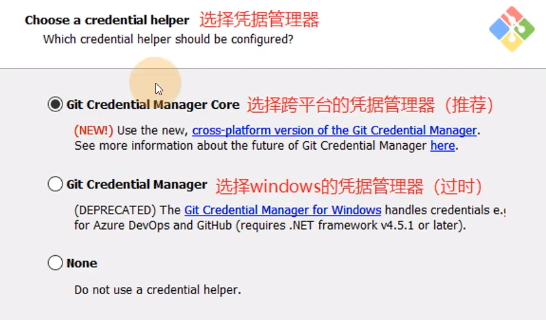 Choose a credential helper 选择凭据管理器
Which credential helper should be configured?
Git Credential Manager Core 选择跨平台的凭据管理器（推荐）
(NEW!) Use the new, cross-platform version of the Git Credential Manager.
See more information about the future of Git Credential Manager here.
Git Credential Manager 选择windows的凭据管理器（过时）
(DEPRECATED) The Git Credential Manager for Windows handles credentials e.g
for Azure DevOps and GitHub (requires .NET framework v4.5.1 or later).
None
Do not use a credential helper.